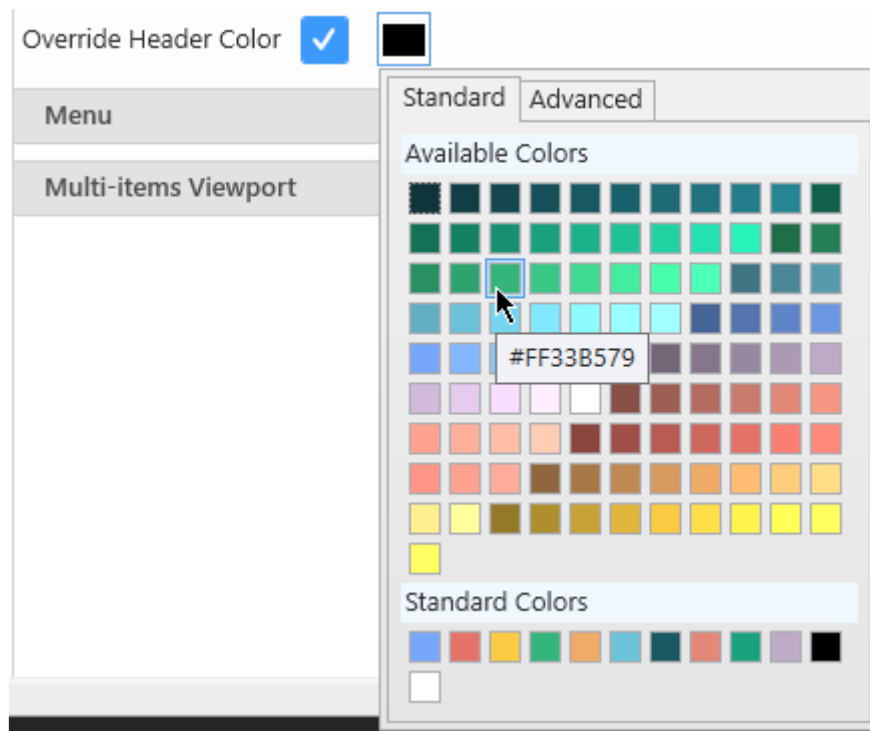 Override Header Color
Standard Advanced
Menu
Available Colors
Multi-items Viewport
#FF33B579
Standard Colors